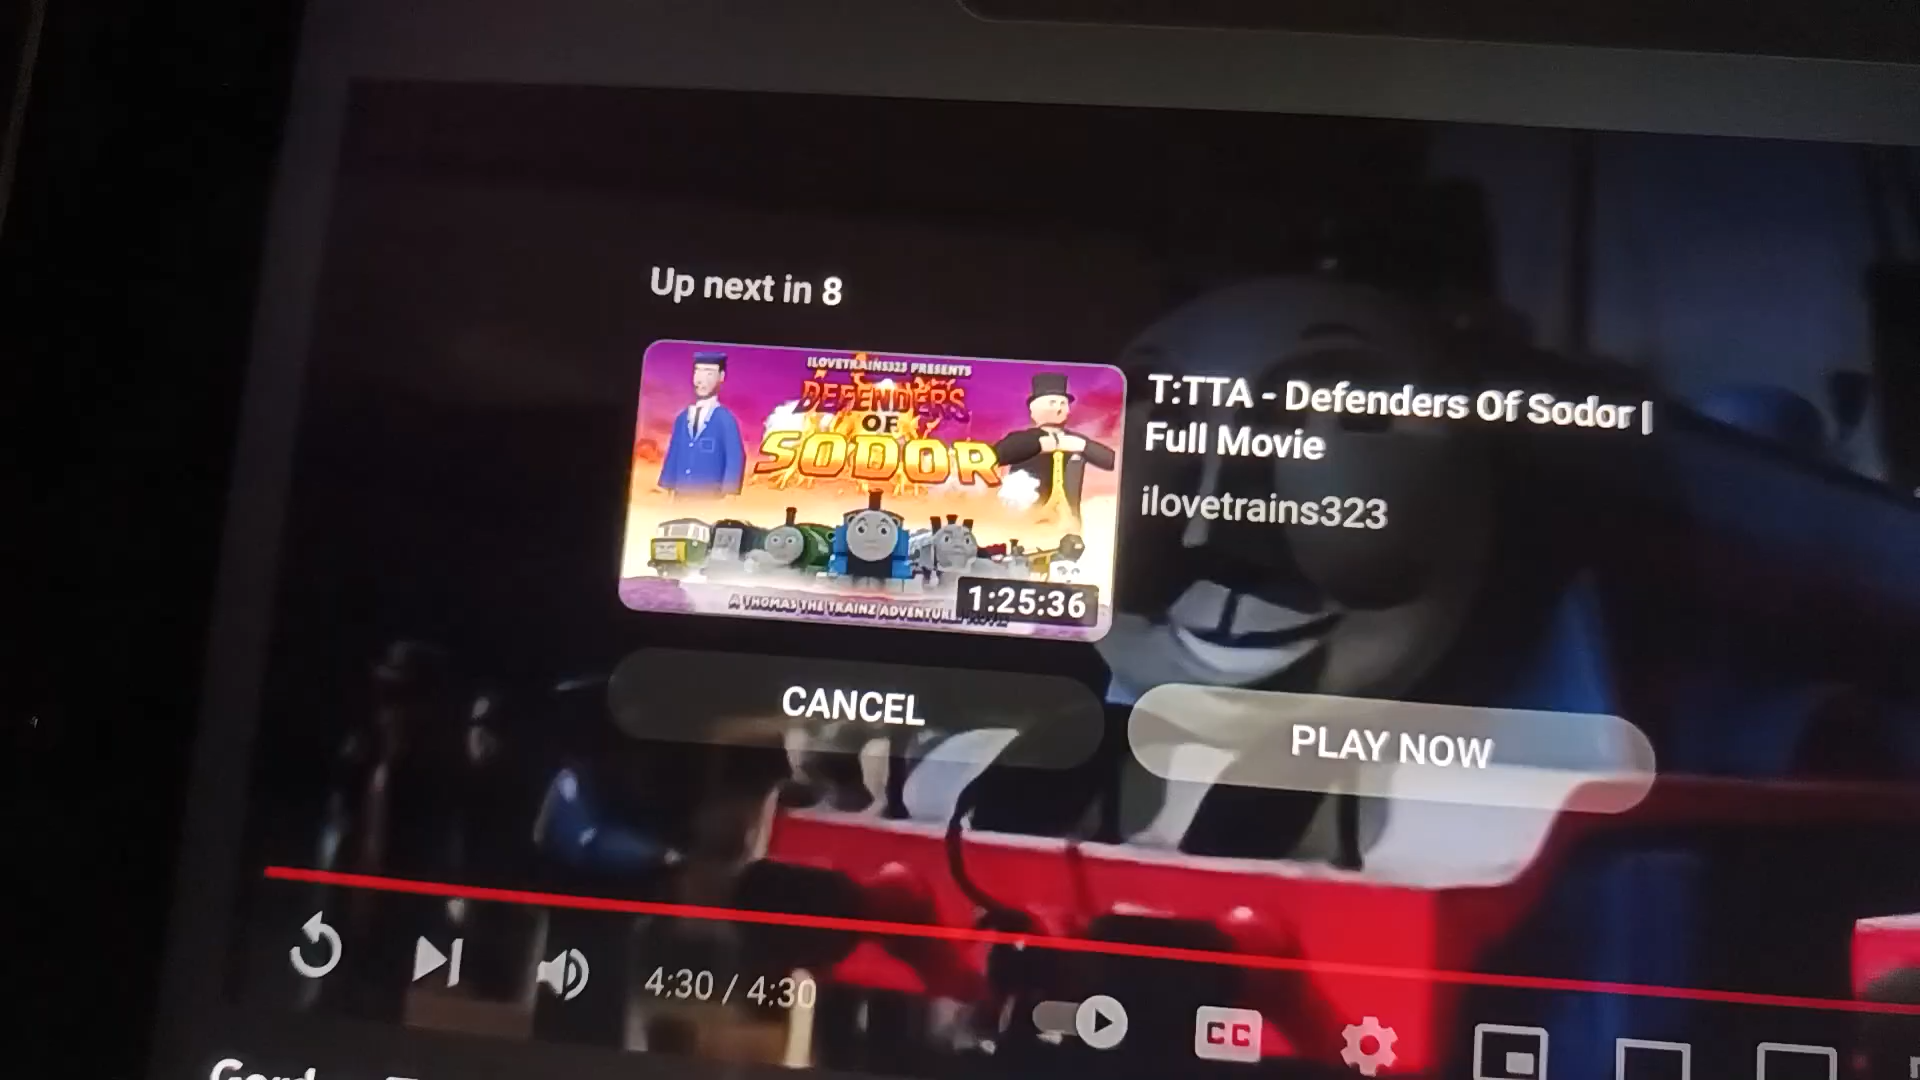 Up next in 8
ILOVETRAINS323 PRESENTS
DEFENDERS
OF
SODOR
A THOMAS THE TRAINZ ADVENTURE MOVIE
1:25:36
T:TTA - Defenders Of Sodor |
Full Movie
ilovetrains323
CANCEL
PLAY NOW
4:30 / 4:30
CC